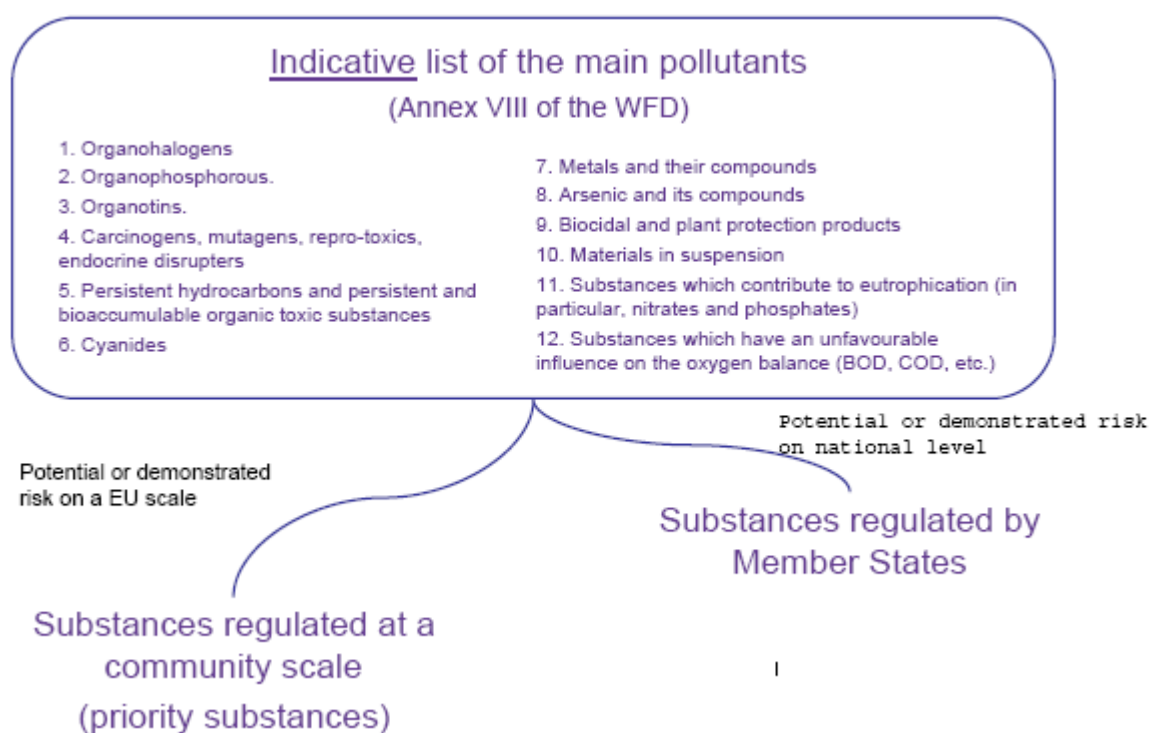 Indicative list of the main pollutants
(Annex VIII of the WFD)
1. Organohalogens
2. Organophosphorous.
3. Organotins.
4. Carcinogens, mutagens, repro-toxics,
endocrine disrupters
5. Persistent hydrocarbons and persistent and
bioaccumulable organic toxic substances
6. Cyanides
7. Metals and their compounds
8. Arsenic and its compounds
9. Biocidal and plant protection products
10. Materials in suspension
11. Substances which contribute to eutrophication (in
particular, nitrates and phosphates)
12. Substances which have an unfavourable
influence on the oxygen balance (BOD, COD, etc.)
Potential or demonstrated
risk on a EU scale
Potential or demonstrated risk
on national level
Substances regulated by
Member States
Substances regulated at a
community scale
(priority substances)